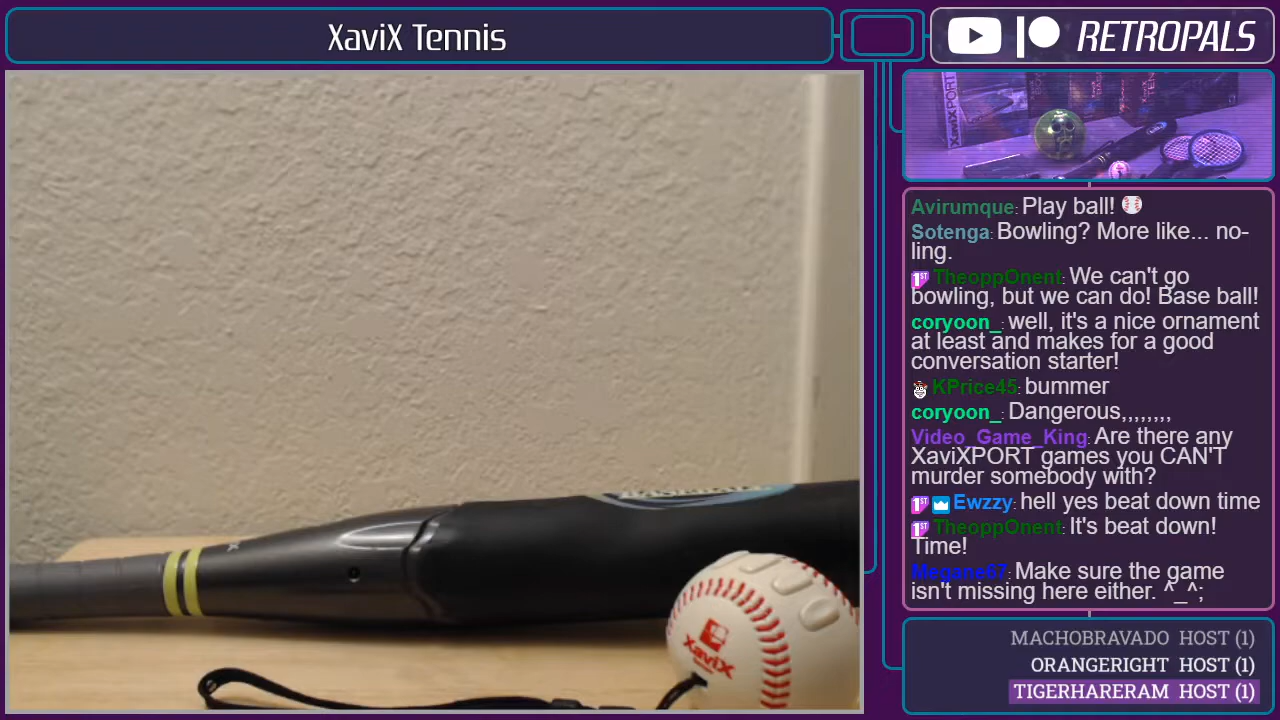 XaviX Tennis
RETROPALS
XaviXPORT
Avirumque: Play ball!
Sotenga: Bowling? More like... no-
ling.
1ST TheoppOnent: We can't go
bowling, but we can do! Base ball!
coryoon_: well, it's a nice ornament
at least and makes for a good
conversation starter!
KPrice45: bummer
coryoon_: Dangerous,,,,,,,,
Video_Game_King: Are there any
XaviXPORT games you CAN'T
murder somebody with?
1ST Ewzzy: hell yes beat down time
1ST TheoppOnent: It's beat down!
Time!
Megane67: Make sure the game
isn't missing here either. ^_^;
XaviX
MACHOBRAVADO HOST (1)
ORANGERIGHT HOST (1)
TIGERHARERAM HOST (1)